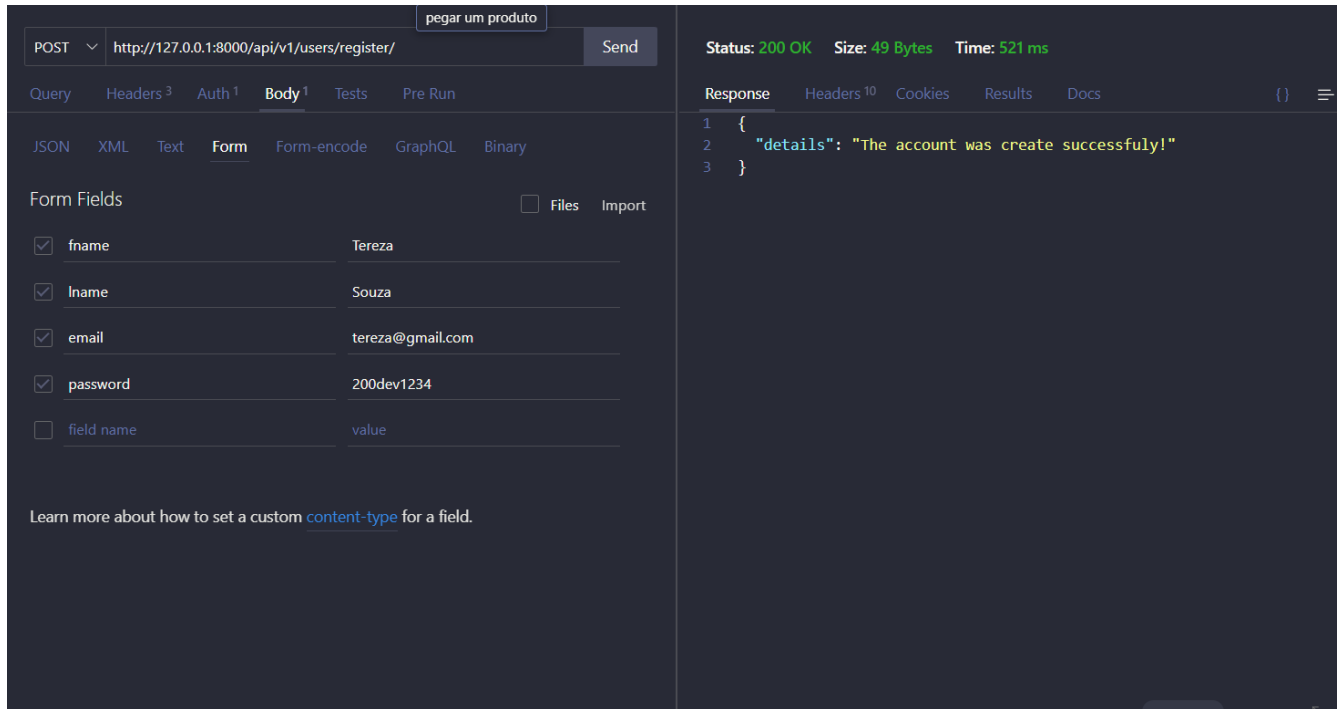 pegar um produto
POST http://127.0.0.1:8000/api/v1/users/register/ Send
Query Headers 3 Auth 1 Body 1 Tests Pre Run
JSON XML Text Form Form-encode GraphQL Binary
Form Fields Files Import
fname Tereza
lname Souza
email tereza@gmail.com
password 200dev1234
field name value
Learn more about how to set a custom content-type for a field.
Status: 200 OK Size: 49 Bytes Time: 521 ms
Response Headers 10 Cookies Results Docs { }
1 {
2 "details": "The account was create successfuly!"
3 }